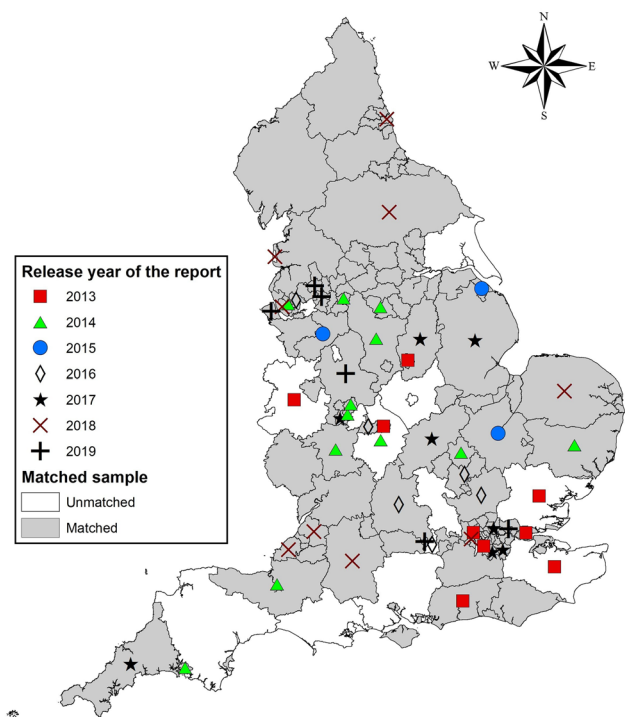 N
W E
S
Release year of the report
2013
2014
2015
2016
2017
2018
2019
Matched sample
Unmatched
Matched